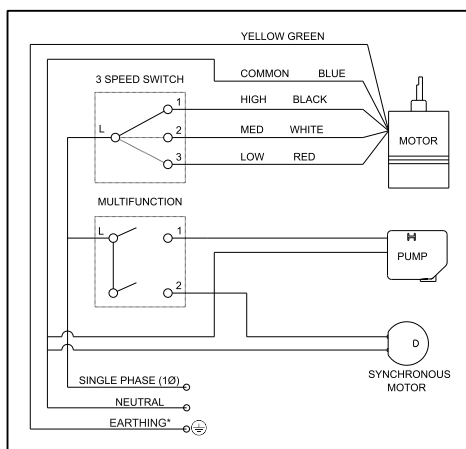 YELLOW GREEN
3 SPEED SWITCH
COMMON BLUE
1
HIGH BLACK
L
2
MED WHITE
MOTOR
3
LOW RED
MULTIFUNCTION
L
1
PUMP
2
D
SYNCHRONOUS
MOTOR
SINGLE PHASE (1Ø)
NEUTRAL
EARTHING*